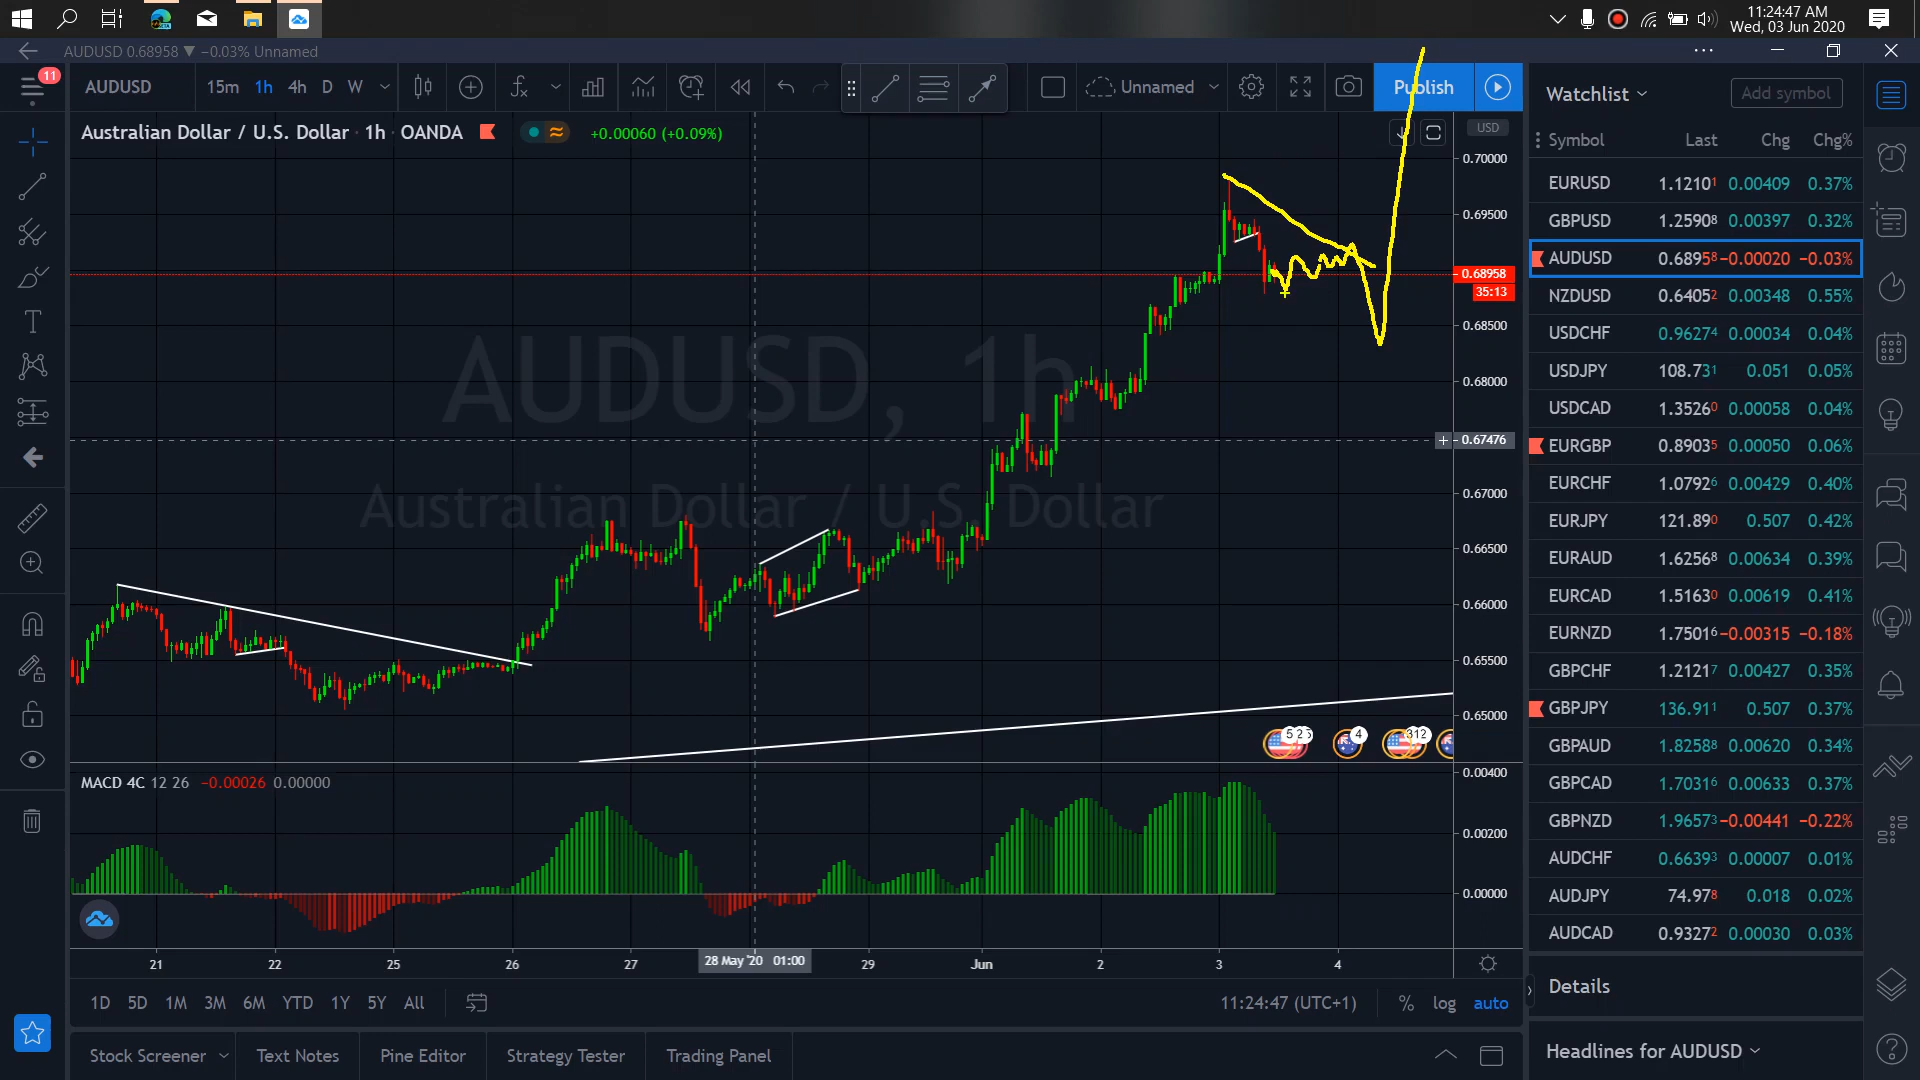 11:24:47 AM
Wed, 03 Jun 2020
AUDUSD 0.68958 ▼ −0.03% Unnamed
11
AUDUSD 15m 1h 4h D W Unnamed Publish
Australian Dollar / U.S. Dollar · 1h · OANDA +0.00060 (+0.09%)
USD
0.70000
0.69500
0.68958
35:13
0.68500
0.68000
0.67476
0.67000
0.66500
0.66000
0.65500
0.65000
AUDUSD, 1h
Australian Dollar / U.S. Dollar
4
MACD 4C 12 26 −0.00026 0.00000
0.00400
0.00200
0.00000
21 22 25 26 27 28 May '20 01:00 29 Jun 2 3 4
1D 5D 1M 3M 6M YTD 1Y 5Y All 11:24:47 (UTC+1) % log auto
Stock Screener Text Notes Pine Editor Strategy Tester Trading Panel
Watchlist Add symbol
Symbol Last Chg Chg%
EURUSD 1.12101 0.00409 0.37%
GBPUSD 1.25908 0.00397 0.32%
AUDUSD 0.68958 −0.00020 −0.03%
NZDUSD 0.64052 0.00348 0.55%
USDCHF 0.96274 0.00034 0.04%
USDJPY 108.731 0.051 0.05%
USDCAD 1.35260 0.00058 0.04%
EURGBP 0.89035 0.00050 0.06%
EURCHF 1.07926 0.00429 0.40%
EURJPY 121.890 0.507 0.42%
EURAUD 1.62568 0.00634 0.39%
EURCAD 1.51630 0.00619 0.41%
EURNZD 1.75016 −0.00315 −0.18%
GBPCHF 1.21217 0.00427 0.35%
GBPJPY 136.911 0.507 0.37%
GBPAUD 1.82588 0.00620 0.34%
GBPCAD 1.70316 0.00633 0.37%
GBPNZD 1.96573 −0.00441 −0.22%
AUDCHF 0.66393 0.00007 0.01%
AUDJPY 74.978 0.018 0.02%
AUDCAD 0.93272 0.00030 0.03%
Details
Headlines for AUDUSD